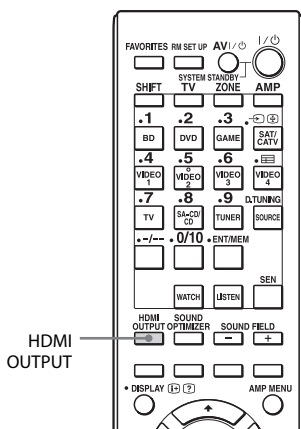 FAVORITES RM SET UP AV I/⏻ I/⏻
SYSTEM STANDBY
SHIFT TV ZONE AMP
.1 .2 .3
BD DVD GAME SAT/CATV
.4 .5 .6
VIDEO 1 VIDEO 2 VIDEO 3 VIDEO 4
.7 .8 .9 D.TUNING
TV SA-CD/CD TUNER SOURCE
.-/-- .0/10 .ENT/MEM
SEN
WATCH LISTEN
HDMI OUTPUT SOUND OPTIMIZER SOUND FIELD
− +
HDMI OUTPUT
• DISPLAY i+ ? AMP MENU